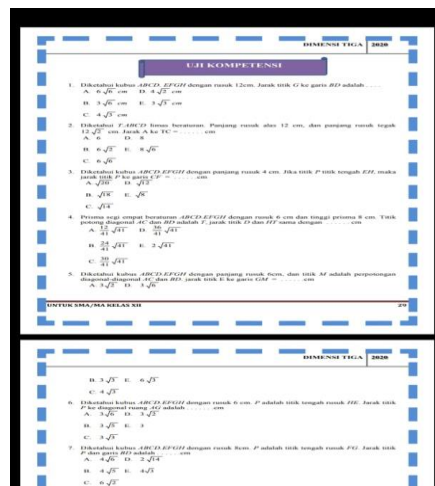 DIMENSI TIGA 2020
UJI KOMPETENSI
1. Diketahui kubus ABCD. EFGH dengan rusuk 12cm. Jarak titik G ke garis BD adalah . . . .
A. 6√6 cm D. 4√2 cm
B. 3√6 cm E. 3√3 cm
C. 4√3 cm
2. Diketahui T.ABCD limas beraturan. Panjang rusuk alas 12 cm, dan panjang rusuk tegak
12√2 cm. Jarak A ke TC = . . . . . . cm
A. 6 D. 8
B. 6√2 E. 8√6
C. 6√6
3. Diketahui kubus ABCD.EFGH dengan panjang rusuk 4 cm. Jika titik P titik tengah EH, maka
jarak titik P ke garis CF = . . . . . . cm
A. √20 D. √12
B. √18 E. √8
C. √14
4. Prisma segi empat beraturan ABCD.EFGH dengan rusuk 6 cm dan tinggi prisma 8 cm. Titik
potong diagonal AC dan BD adalah T, jarak titik D dan HT sama dengan . . . . . . cm
A. 12/41 √41 D. 36/41 √41
B. 24/41 √41 E. 2√41
C. 30/41 √41
5. Diketahui kubus ABCD.EFGH dengan panjang rusuk 6cm, dan titik M adalah perpotongan
diagonal-diagonal AC dan BD. jarak titik E ke garis GM = . . . . . . cm
A. 3√2 D. 3√6
UNTUK SMA/MA KELAS XII 29
DIMENSI TIGA 2020
B. 3√3 E. 6√3
C. 4√3
6. Diketahui kubus ABCD.EFGH dengan rusuk 6 cm. P adalah titik tengah rusuk HE. Jarak titik
P ke diagonal ruang AG adalah . . . . . . cm
A. 3√6 D. 3√2
B. 3√5 E. 3
C. 3√3
7. Diketahui kubus ABCD.EFGH dengan panjang rusuk 8cm. P adalah titik tengah rusuk FG. Jarak titik
P dan garis BD adalah . . . . . . cm
A. 4√6 D. 2√14
B. 4√5 E. 4√3
C. 6√2